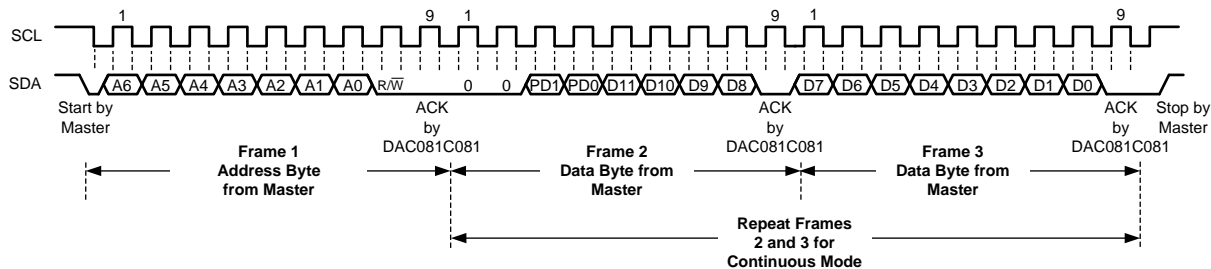 1 9 1 9 1 9
SCL
SDA A6 A5 A4 A3 A2 A1 A0 R/W̅ 0 0 PD1 PD0 D11 D10 D9 D8 D7 D6 D5 D4 D3 D2 D1 D0
Start by
Master
ACK
by
DAC081C081
ACK
by
DAC081C081
ACK
by
DAC081C081
Stop by
Master
Frame 1
Address Byte
from Master
Frame 2
Data Byte from
Master
Frame 3
Data Byte from
Master
Repeat Frames
2 and 3 for
Continuous Mode